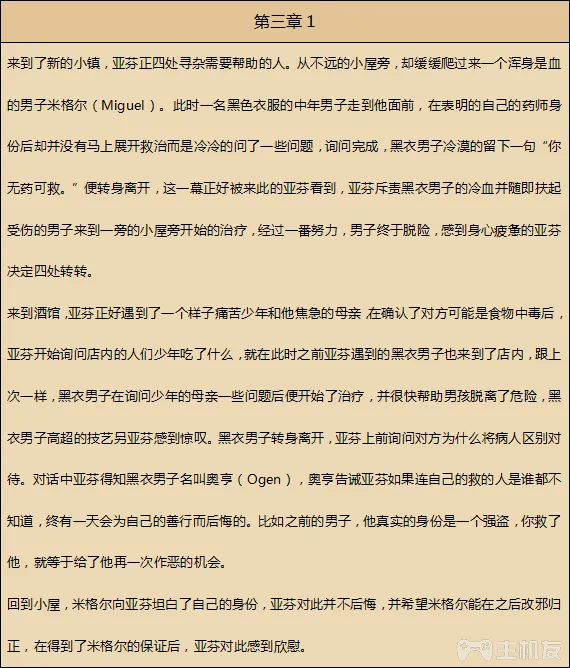 第三章 1
来到了新的小镇，亚芬正四处寻杂需要帮助的人。从不远的小屋旁，却缓缓爬过来一个浑身是血
的男子米格尔（Miguel）。此时一名黑色衣服的中年男子走到他面前，在表明的自己的药师身
份后却并没有马上展开救治而是冷冷的问了一些问题，询问完成，黑衣男子冷漠的留下一句“你
无药可救。”便转身离开，这一幕正好被来此的亚芬看到，亚芬斥责黑衣男子的冷血并随即扶起
受伤的男子来到一旁的小屋旁开始的治疗，经过一番努力，男子终于脱险，感到身心疲惫的亚芬
决定四处转转。
来到酒馆，亚芬正好遇到了一个样子痛苦少年和他焦急的母亲，在确认了对方可能是食物中毒后，
亚芬开始询问店内的人们少年吃了什么，就在此时之前亚芬遇到的黑衣男子也来到了店内，跟上
次一样，黑衣男子在询问少年的母亲一些问题后便开始了治疗，并很快帮助男孩脱离了危险，黑
衣男子高超的技艺另亚芬感到惊叹。黑衣男子转身离开，亚芬上前询问对方为什么将病人区别对
待。对话中亚芬得知黑衣男子名叫奥亨（Ogen），奥亨告诫亚芬如果连自己的救的人是谁都不
知道，终有一天会为自己的善行而后悔的。比如之前的男子，他真实的身份是一个强盗，你救了
他，就等于给了他再一次作恶的机会。
回到小屋，米格尔向亚芬坦白了自己的身份，亚芬对此并不后悔，并希望米格尔能在之后改邪归
正，在得到了米格尔的保证后，亚芬对此感到欣慰。
主机友